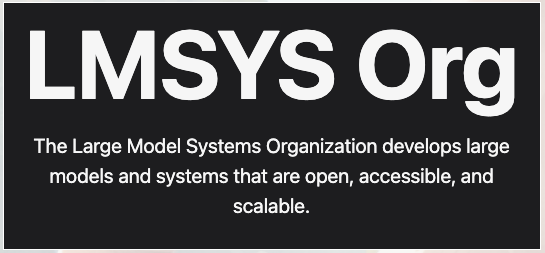 LMSYS Org
The Large Model Systems Organization develops large
models and systems that are open, accessible, and
scalable.